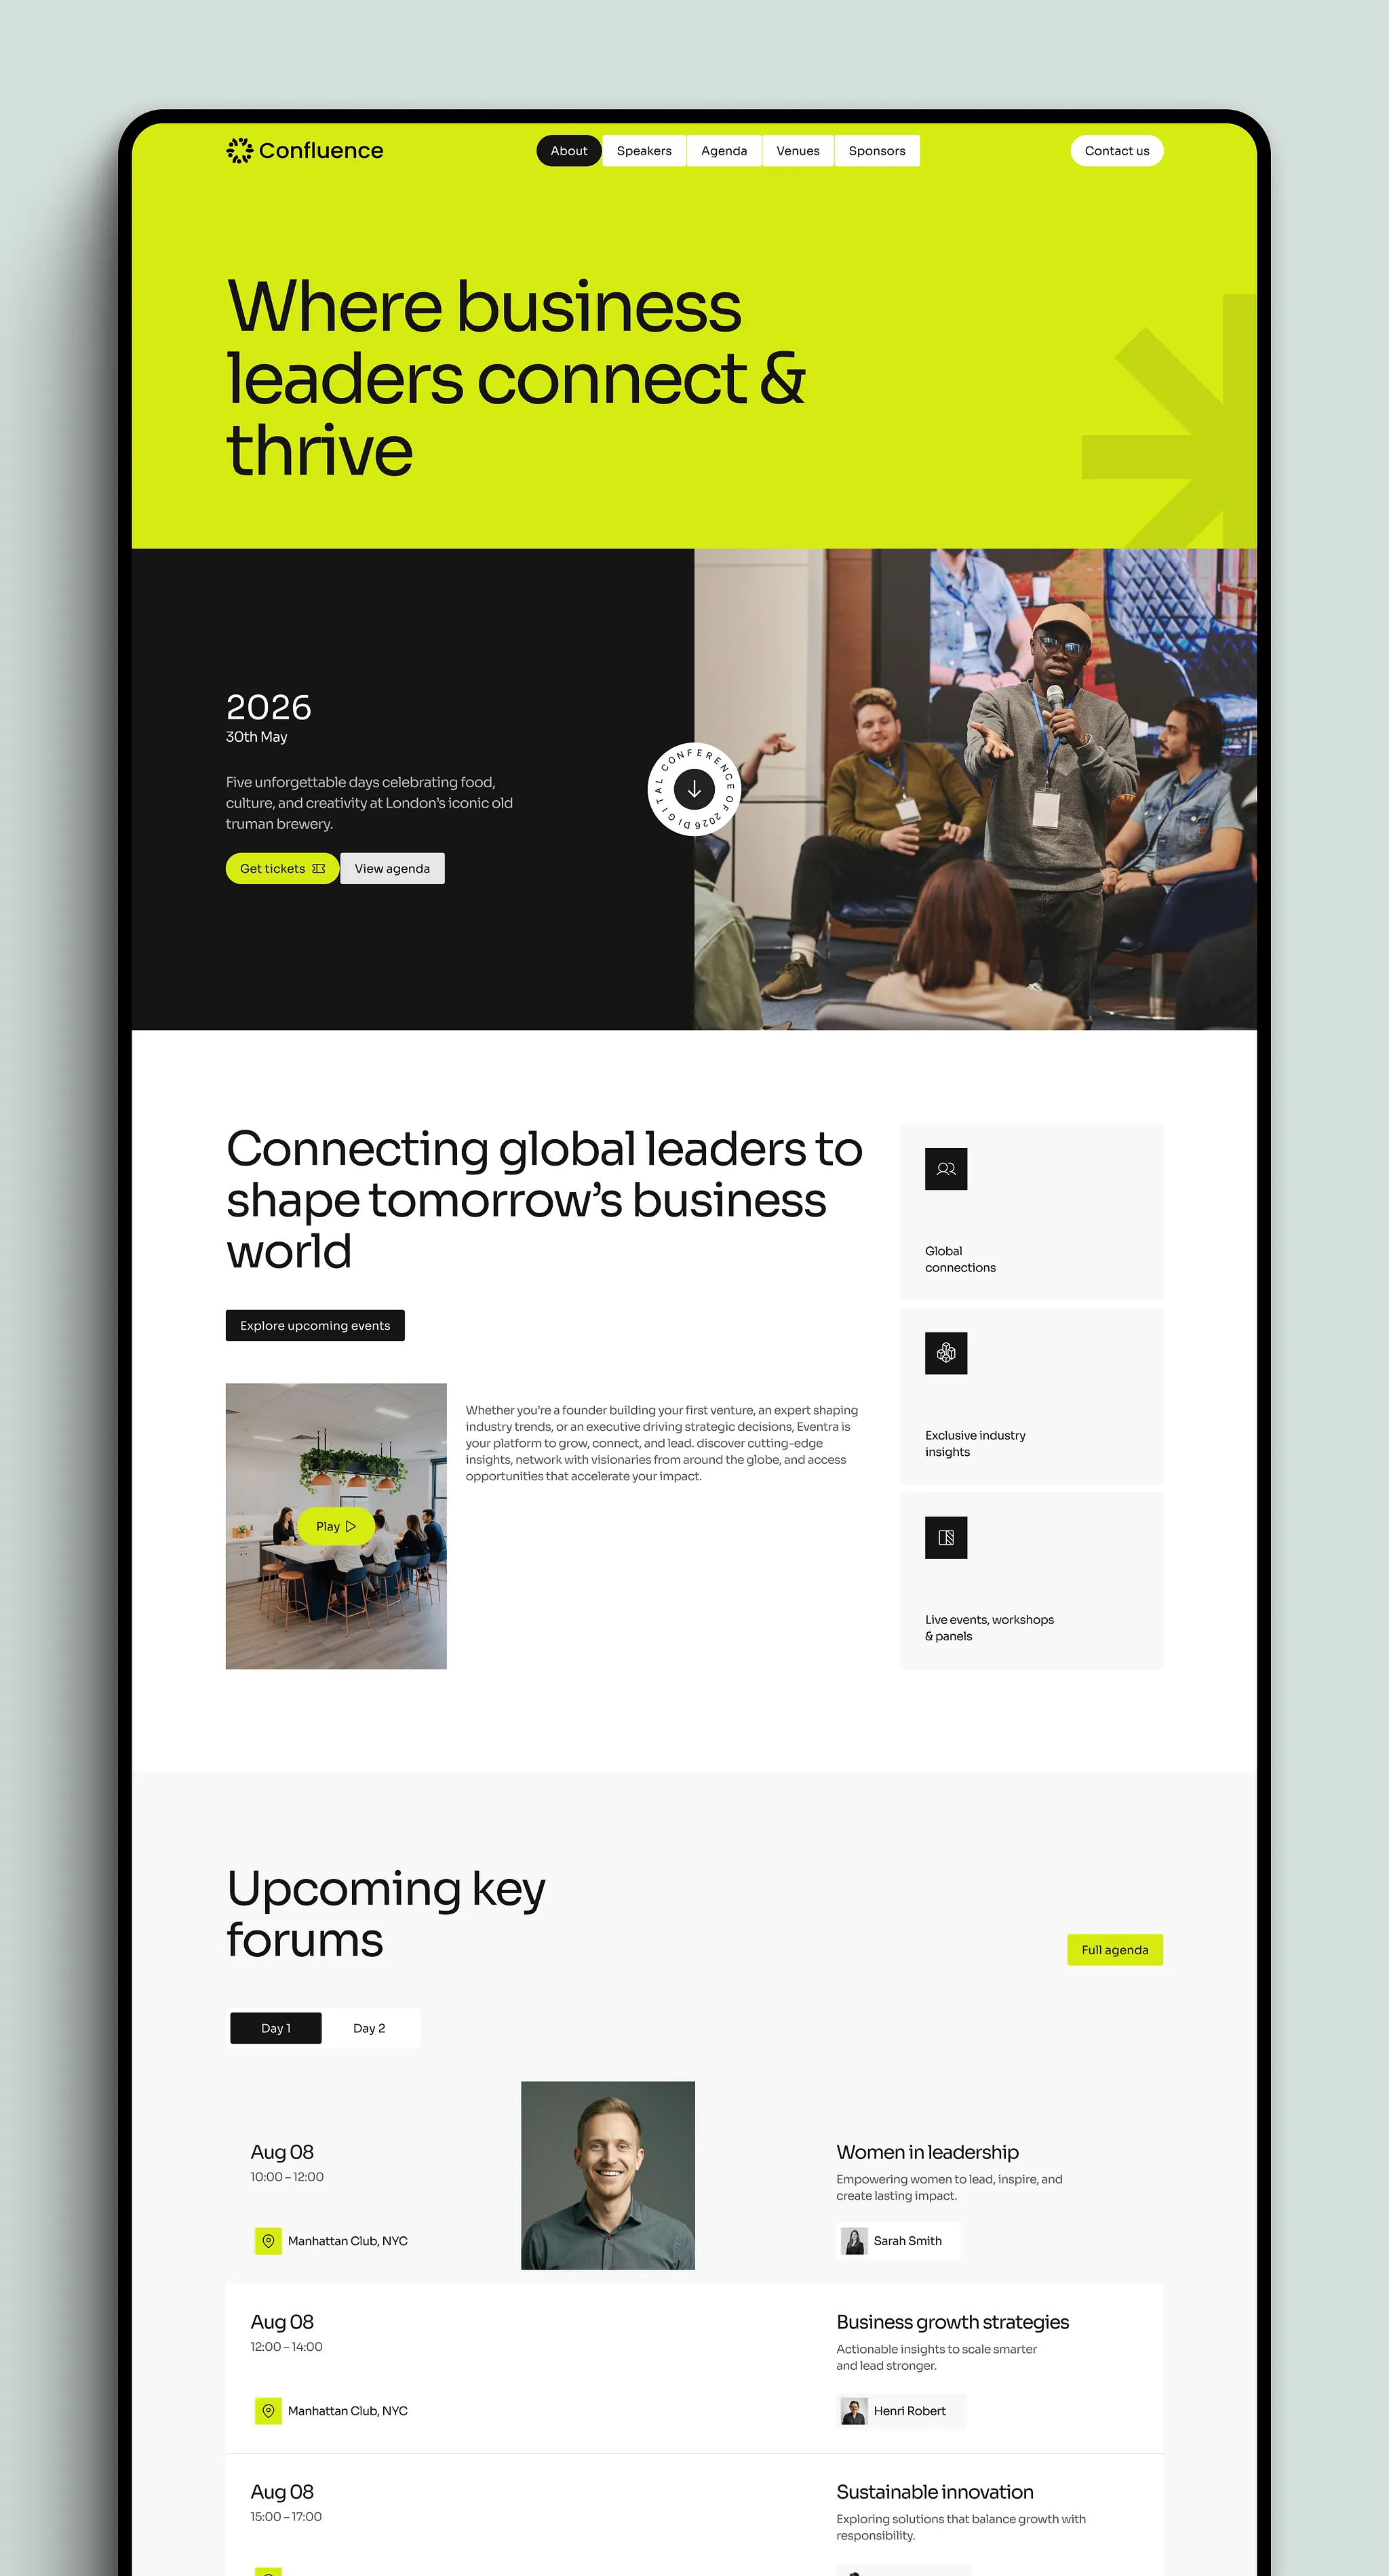 Confluence
About
Speakers
Agenda
Venues
Sponsors
Contact us
Where business
leaders connect &
thrive
2026
30th May
Five unforgettable days celebrating food,
culture, and creativity at London’s iconic old
truman brewery.
Get tickets
View agenda
DIGITAL CONFERENCE OF 2026
Connecting global leaders to
shape tomorrow’s business
world
Explore upcoming events
Play
Whether you’re a founder building your first venture, an expert shaping
industry trends, or an executive driving strategic decisions, Eventra is
your platform to grow, connect, and lead. discover cutting-edge
insights, network with visionaries from around the globe, and access
opportunities that accelerate your impact.
Global
connections
Exclusive industry
insights
Live events, workshops
& panels
Upcoming key
forums
Full agenda
Day 1
Day 2
Aug 08
10:00 – 12:00
Manhattan Club, NYC
Women in leadership
Empowering women to lead, inspire, and
create lasting impact.
Sarah Smith
Aug 08
12:00 – 14:00
Manhattan Club, NYC
Business growth strategies
Actionable insights to scale smarter
and lead stronger.
Henri Robert
Aug 08
15:00 – 17:00
Sustainable innovation
Exploring solutions that balance growth with
responsibility.